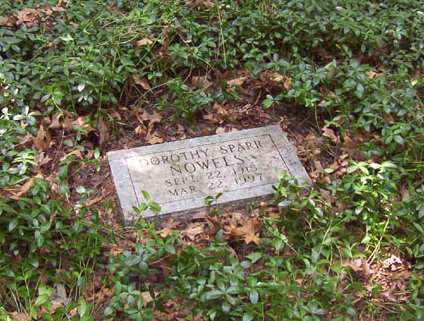 DOROTHY SPARR
NOWELS
SEPT. 22, 1915
MAR. 22, 1997